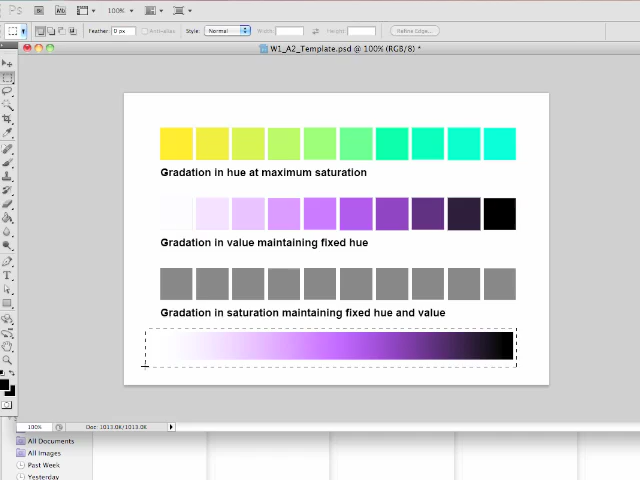 Ps Br Mb 100%
Feather: 0 px Anti-alias Style: Normal Width: Height: Refine Edge...
W1_A2_Template.psd @ 100% (RGB/8) *
Gradation in hue at maximum saturation
Gradation in value maintaining fixed hue
Gradation in saturation maintaining fixed hue and value
100% Doc: 1013.0K/1013.0K
All Documents
All Images
Past Week
Yesterday